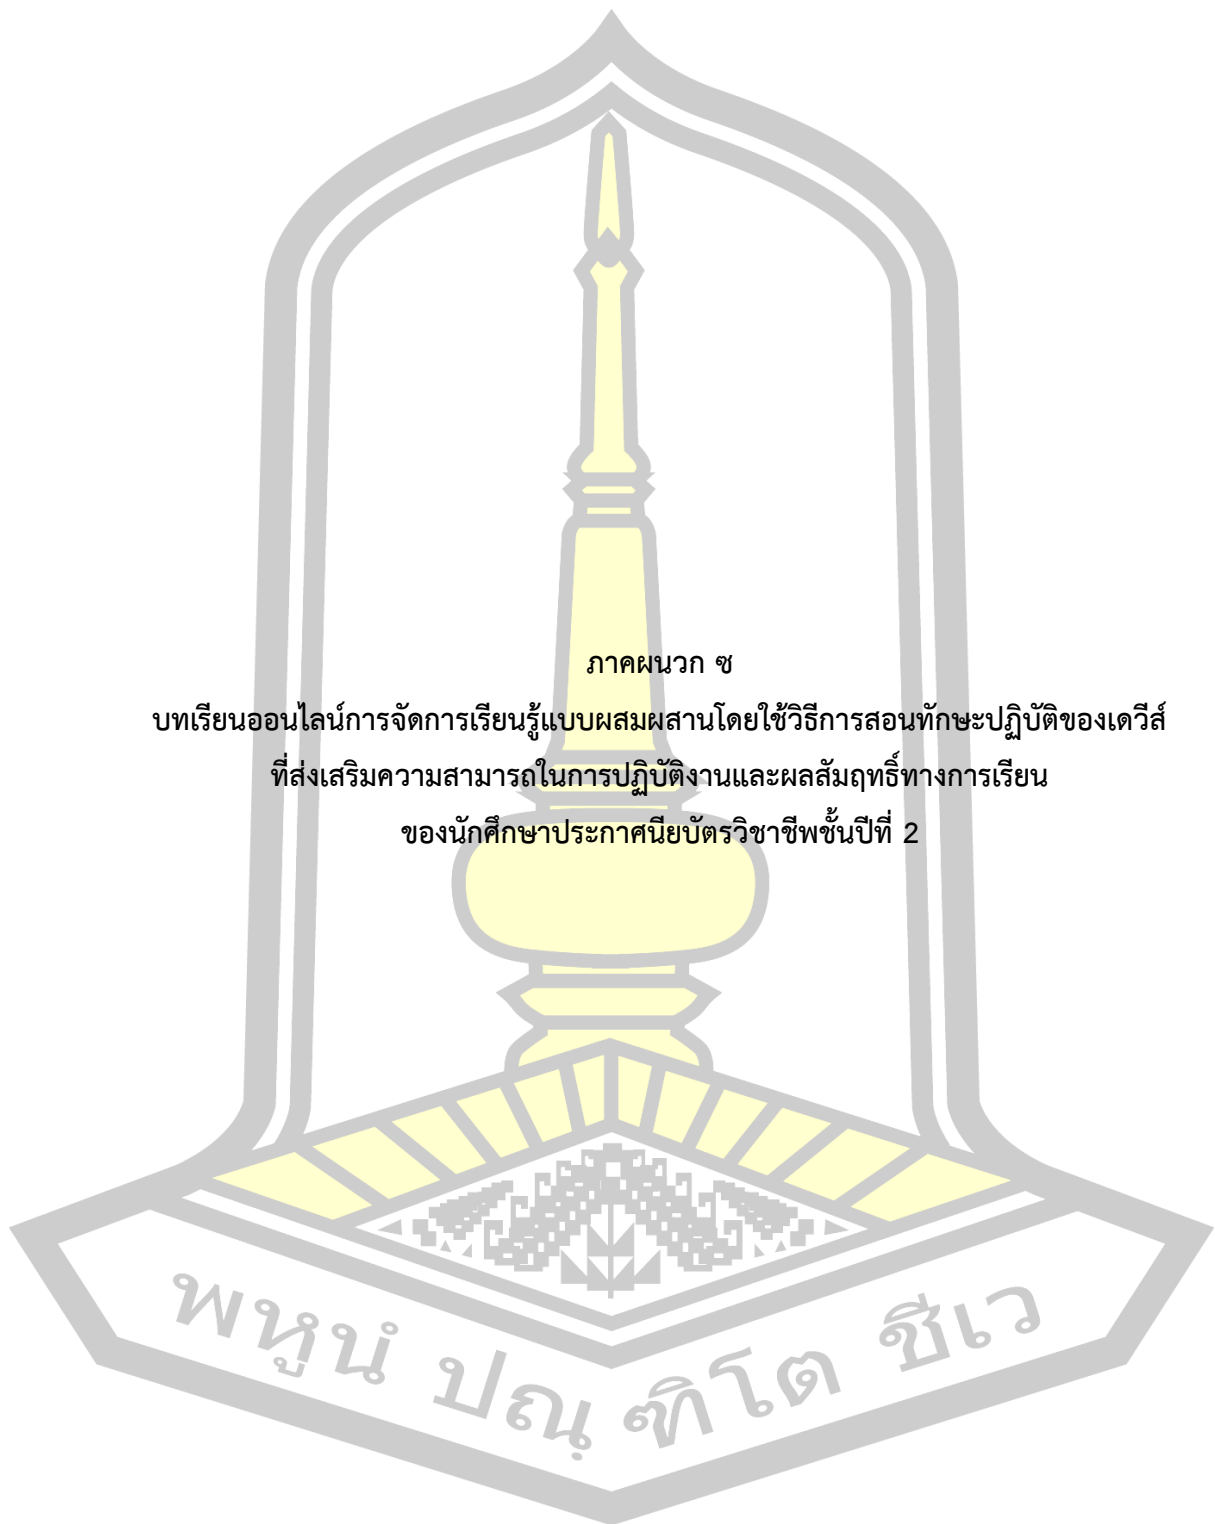 ภาคผนวก ซ
บทเรียนออนไลน์การจัดการเรียนรู้แบบผสมผสานโดยใช้วิธีการสอนทักษะปฏิบัติของเดวีส์
ที่ส่งเสริมความสามารถในการปฏิบัติงานและผลสัมฤทธิ์ทางการเรียน
ของนักศึกษาประกาศนียบัตรวิชาชีพชั้นปีที่ 2
พหูนํ ปณฺฑิโต ชีเว